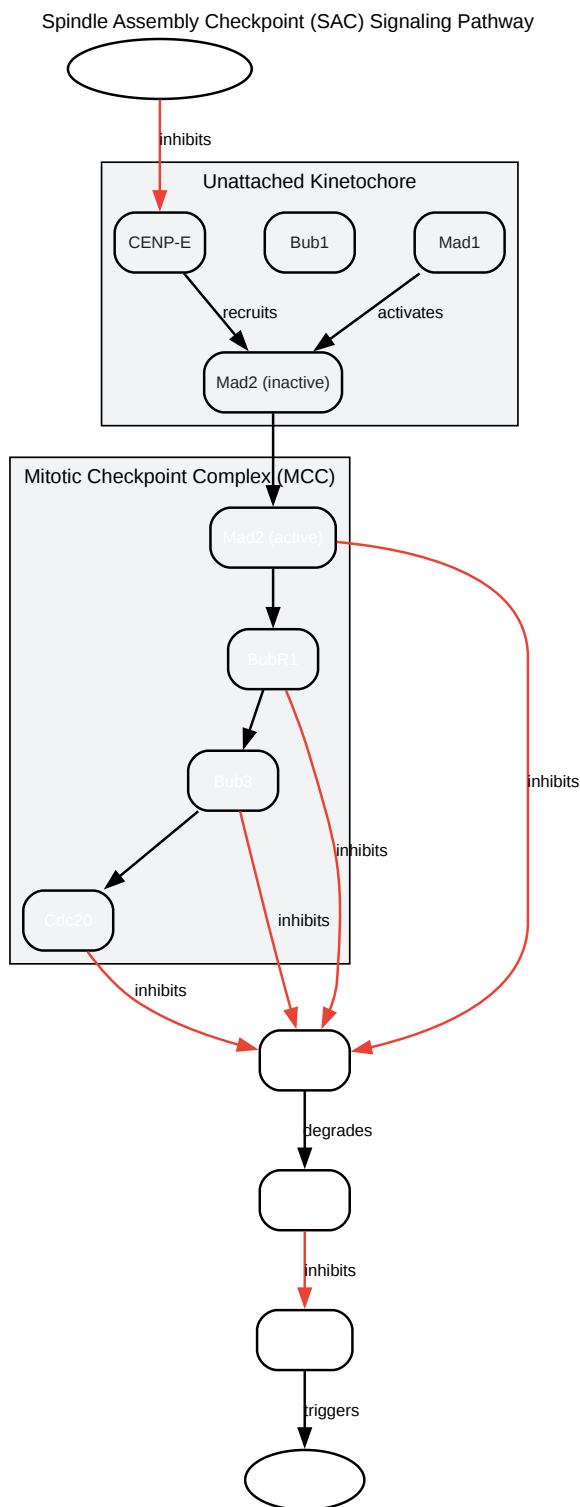 Spindle Assembly Checkpoint (SAC) Signaling Pathway
inhibits
Unattached Kinetochore
CENP-E
Bub1
Mad1
recruits
activates
Mad2 (inactive)
Mitotic Checkpoint Complex (MCC)
Mad2 (active)
BubR1
Bub3
inhibits
inhibits
Cdc20
inhibits
inhibits
degrades
inhibits
triggers